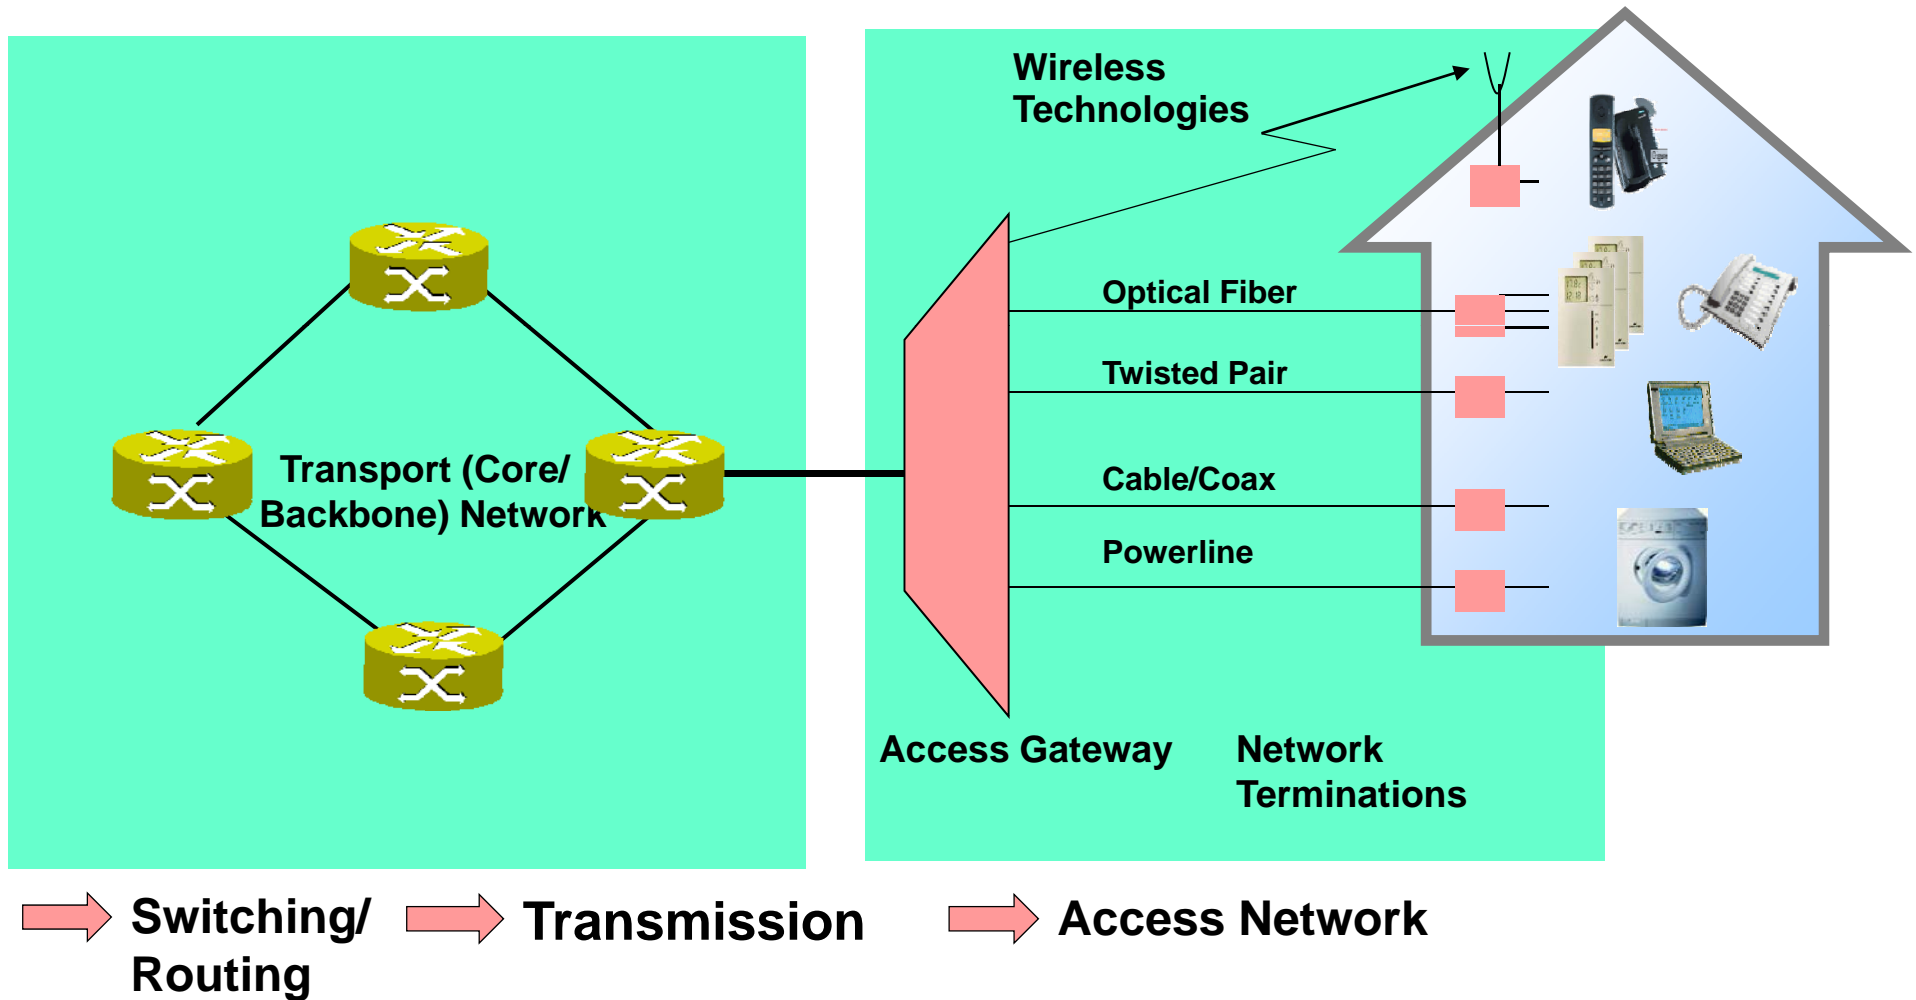 Wireless
Technologies
Optical Fiber
Twisted Pair
Transport (Core/
Backbone) Network
Cable/Coax
Powerline
Access Gateway
Network
Terminations
Switching/
Routing
Transmission
Access Network